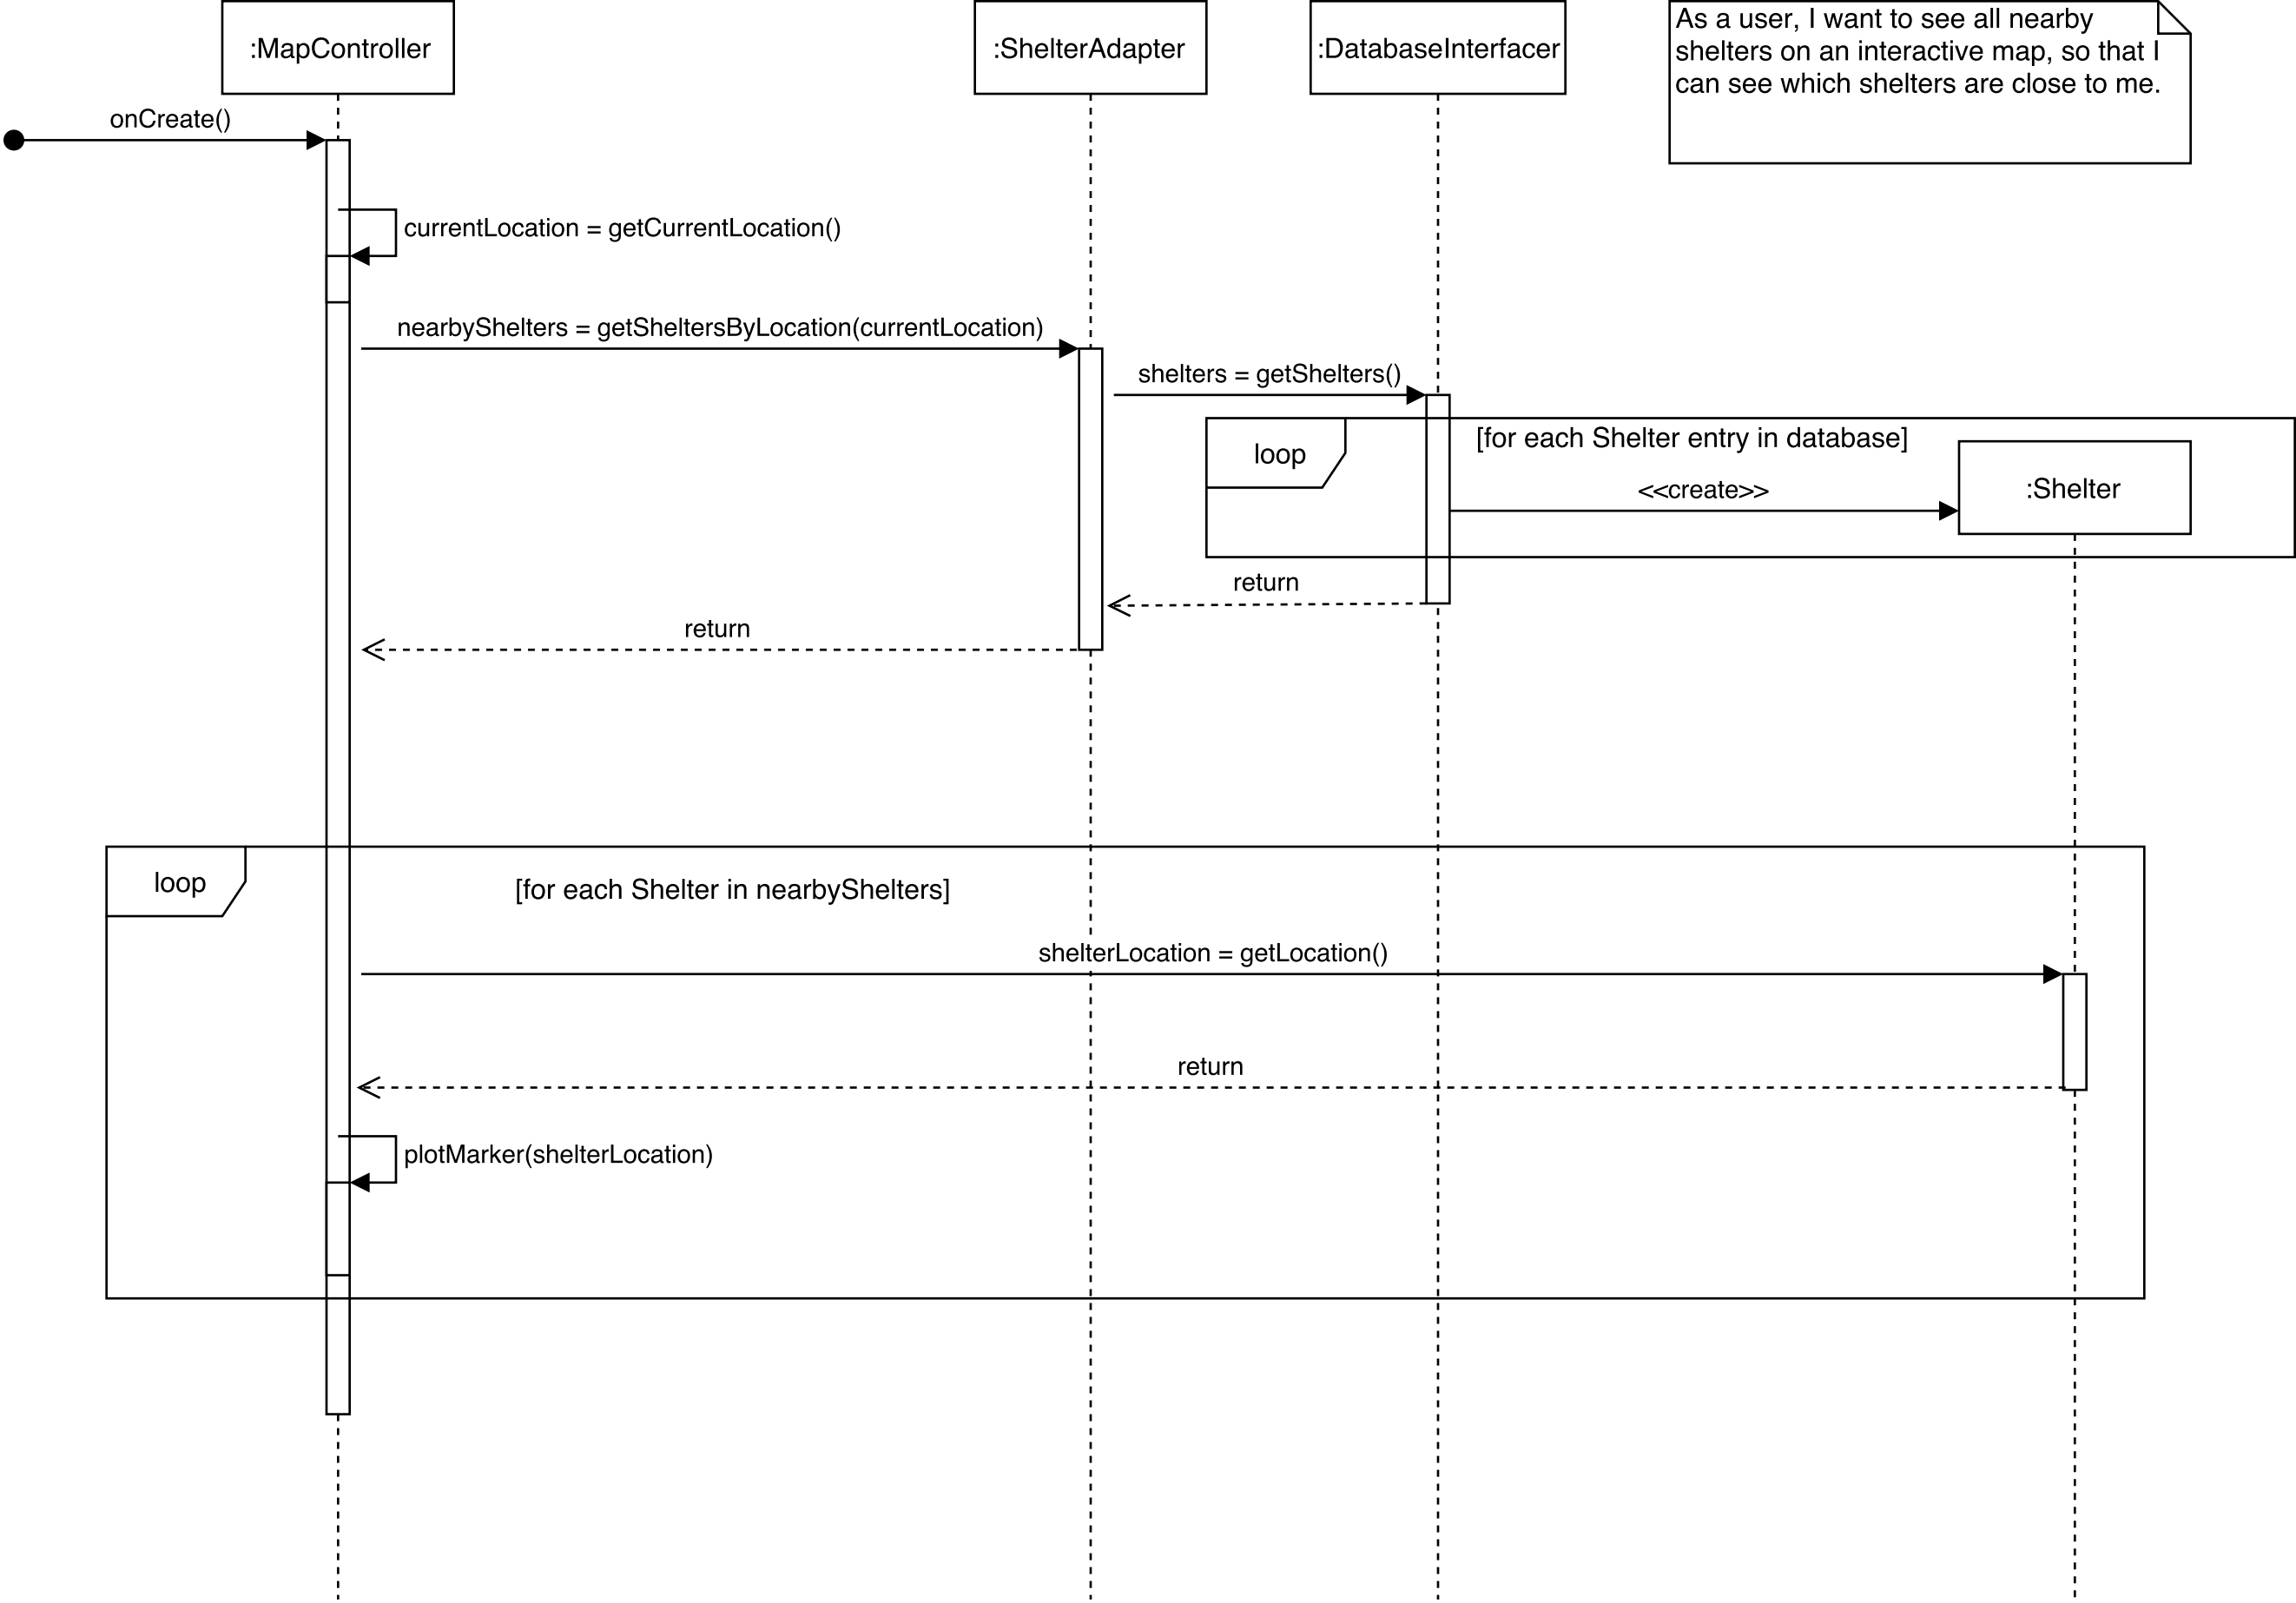 :MapController
:ShelterAdapter
:DatabaseInterfacer
As a user, I want to see all nearby
shelters on an interactive map, so that I
can see which shelters are close to me.
onCreate()
currentLocation = getCurrentLocation()
nearbyShelters = getSheltersByLocation(currentLocation)
shelters = getShelters()
loop
[for each Shelter entry in database]
<<create>>
:Shelter
return
return
loop
[for each Shelter in nearbyShelters]
shelterLocation = getLocation()
return
plotMarker(shelterLocation)